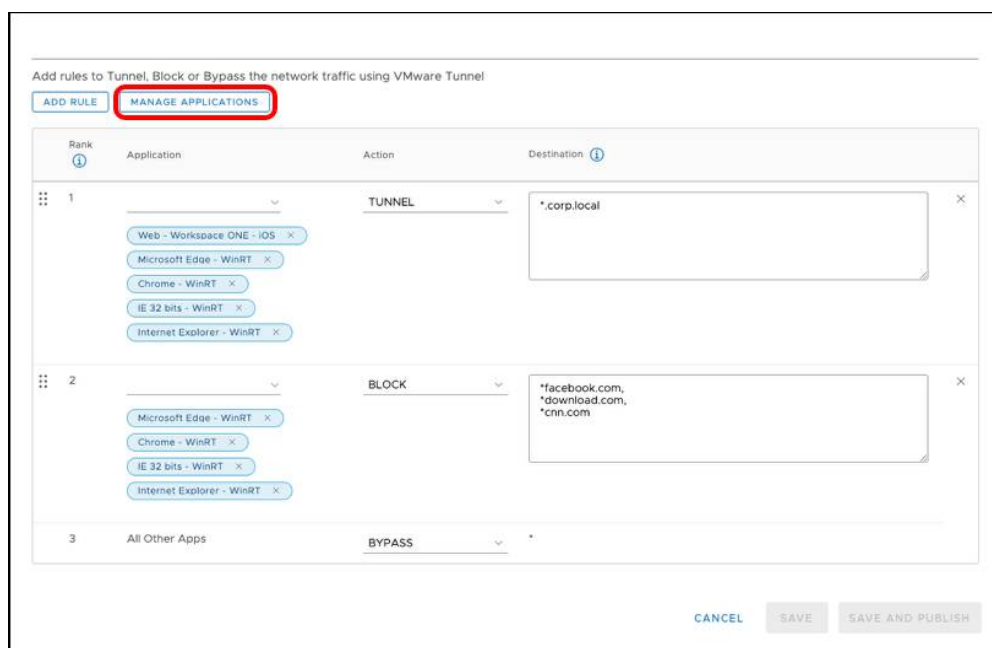 Add rules to Tunnel, Block or Bypass the network traffic using VMware Tunnel
ADD RULE MANAGE APPLICATIONS
Rank Application Action Destination
1 TUNNEL *.corp.local
Web - Workspace ONE - iOS
Microsoft Edge - WinRT
Chrome - WinRT
IE 32 bits - WinRT
Internet Explorer - WinRT
2 BLOCK *facebook.com,
*download.com,
*cnn.com
Microsoft Edge - WinRT
Chrome - WinRT
IE 32 bits - WinRT
Internet Explorer - WinRT
3 All Other Apps BYPASS *
CANCEL SAVE SAVE AND PUBLISH